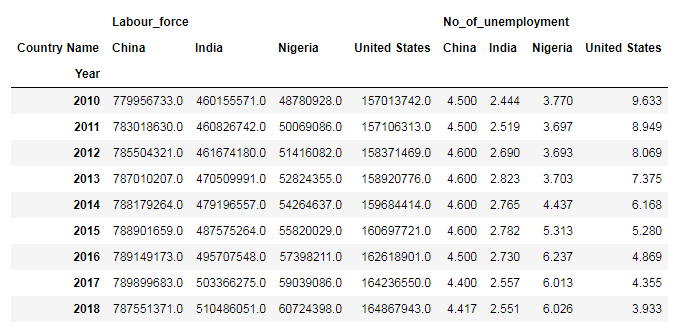 Labour_force No_of_unemployment
Country Name China India Nigeria United States China India Nigeria United States
Year
2010 779956733.0 460155571.0 48780928.0 157013742.0 4.500 2.444 3.770 9.633
2011 783018630.0 460826742.0 50069086.0 157106313.0 4.500 2.519 3.697 8.949
2012 785504321.0 461674180.0 51416082.0 158371469.0 4.600 2.690 3.693 8.069
2013 787010207.0 470509991.0 52824355.0 158920776.0 4.600 2.823 3.703 7.375
2014 788179264.0 479196557.0 54264637.0 159684414.0 4.600 2.765 4.437 6.168
2015 788901659.0 487575264.0 55820029.0 160697721.0 4.600 2.782 5.313 5.280
2016 789149173.0 495707548.0 57398211.0 162618901.0 4.500 2.730 6.237 4.869
2017 789899683.0 503366275.0 59039086.0 164236550.0 4.400 2.557 6.013 4.355
2018 787551371.0 510486051.0 60724398.0 164867943.0 4.417 2.551 6.026 3.933